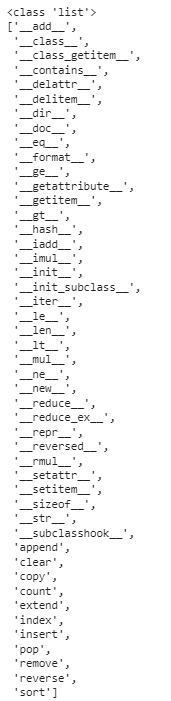 <class 'list'>
['__add__',
'__class__',
'__class_getitem__',
'__contains__',
'__delattr__',
'__delitem__',
'__dir__',
'__doc__',
'__eq__',
'__format__',
'__ge__',
'__getattribute__',
'__getitem__',
'__gt__',
'__hash__',
'__iadd__',
'__imul__',
'__init__',
'__init_subclass__',
'__iter__',
'__le__',
'__len__',
'__lt__',
'__mul__',
'__ne__',
'__new__',
'__reduce__',
'__reduce_ex__',
'__repr__',
'__reversed__',
'__rmul__',
'__setattr__',
'__setitem__',
'__sizeof__',
'__str__',
'__subclasshook__',
'append',
'clear',
'copy',
'count',
'extend',
'index',
'insert',
'pop',
'remove',
'reverse',
'sort']